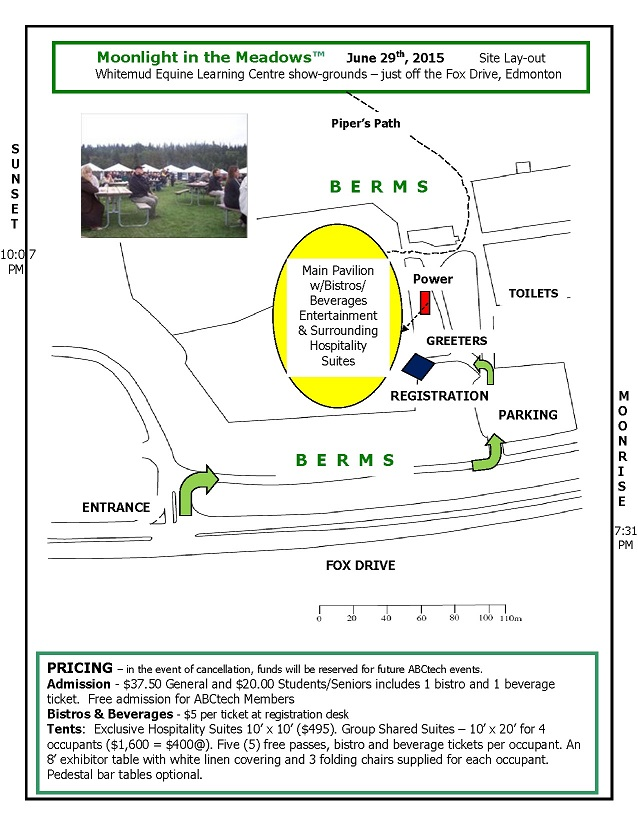 Moonlight in the Meadows™ June 29th, 2015 Site Lay-out
Whitemud Equine Learning Centre show-grounds – just off the Fox Drive, Edmonton
Piper's Path
SUNSET
10:07
PM
BERMS
Main Pavilion
w/Bistros/
Beverages
Entertainment
& Surrounding
Hospitality
Suites
Power
TOILETS
GREETERS
REGISTRATION
PARKING
MOONRISE
7:31
PM
BERMS
ENTRANCE
FOX DRIVE
0 20 40 60 80 100 110m
PRICING – in the event of cancellation, funds will be reserved for future ABCtech events.
Admission - $37.50 General and $20.00 Students/Seniors includes 1 bistro and 1 beverage
ticket. Free admission for ABCtech Members
Bistros & Beverages - $5 per ticket at registration desk
Tents: Exclusive Hospitality Suites 10' x 10' ($495). Group Shared Suites – 10' x 20' for 4
occupants ($1,600 = $400@). Five (5) free passes, bistro and beverage tickets per occupant. An
8' exhibitor table with white linen covering and 3 folding chairs supplied for each occupant.
Pedestal bar tables optional.